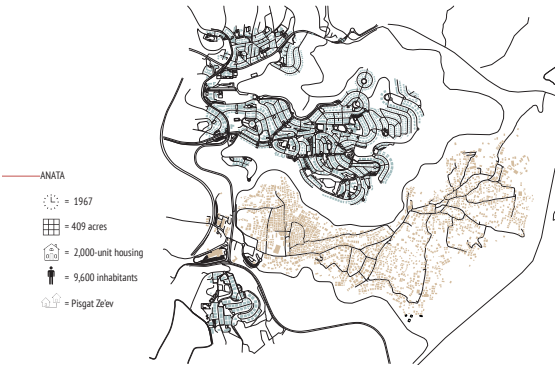 ANATA
= 1967
= 409 acres
= 2,000-unit housing
= 9,600 inhabitants
= Pisgat Ze'ev